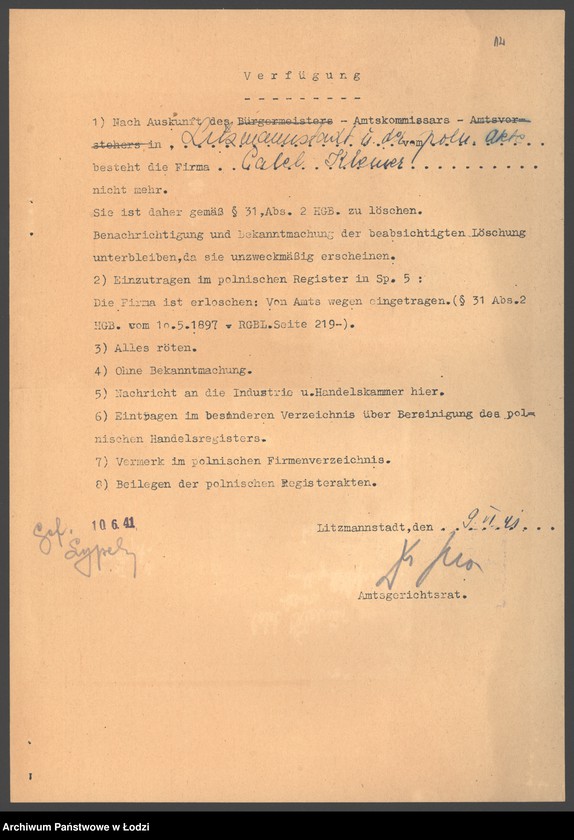 14
Verfügung
- - - - - - - - -
1) Nach Auskunft des Bürgermeisters - Amtskommissars - Amtsvor-
stehers in . Litzmannstadt u. d. poln. Akts . .
besteht die Firma . . Calel Klener . . . . . . . . . .
nicht mehr.
Sie ist daher gemäß § 31,Abs. 2 HGB. zu löschen.
Benachrichtigung und Bekanntmachung der beabsichtigten Löschung
unterbleiben,da sie unzweckmäßig erscheinen.
2) Einzutragen im polnischen Register in Sp. 5 :
Die Firma ist erloschen: Von Amts wegen eingetragen.(§ 31 Abs.2
HGB. vom 10.5.1897 - RGBL.Seite 219-).
3) Alles röten.
4) Ohne Bekanntmachung.
5) Nachricht an die Industrie u.Handelskammer hier.
6) Eintragen im besonderen Verzeichnis über Bereinigung des pol-
nischen Handelsregisters.
7) Vermerk im polnischen Firmenverzeichnis.
8) Beilegen der polnischen Registerakten.
Gef. 10 6. 41
Litzmannstadt,den . . 9. VI. 41 . . .
Amtsgerichtsrat.
Archiwum Państwowe w Łodzi